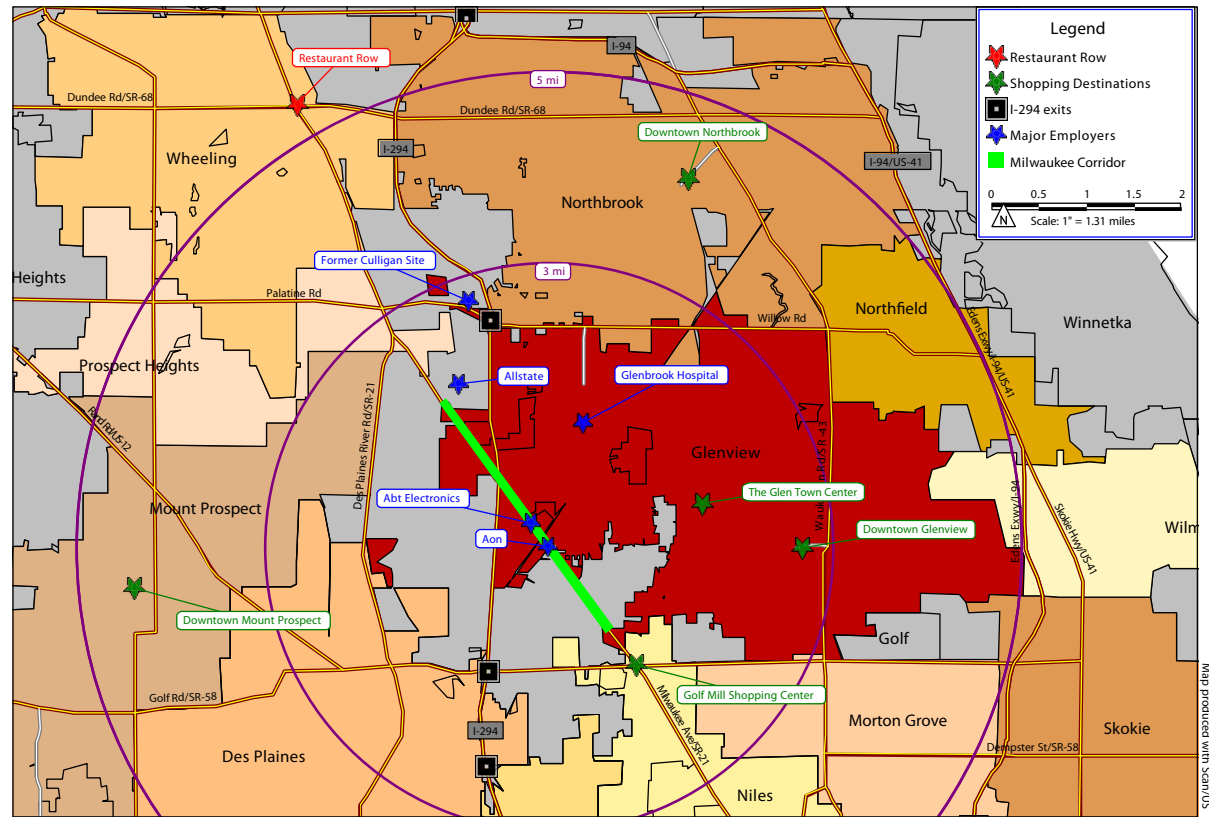 Legend
Restaurant Row
Shopping Destinations
I-294 exits
Major Employers
Milwaukee Corridor
0 0.5 1 1.5 2
N
Scale: 1" = 1.31 miles
I-94
Restaurant Row
5 mi
Dundee Rd/SR-68
Dundee Rd/SR-68
Downtown Northbrook
I-294
I-94/US-41
Wheeling
Northbrook
Former Culligan Site
3 mi
Heights
Palatine Rd
Willow Rd
Northfield
Winnetka
Edens Exwy/I-94/US-41
Prospect Heights
Allstate
Glenbrook Hospital
Rand Rd/US12
Des Plaines River Rd/SR-21
Glenview
Abt Electronics
The Glen Town Center
Mount Prospect
Aon
Downtown Glenview
Edens Exwy/I-94
Skokie Hwy/US-41
Wilm
Downtown Mount Prospect
Golf
Golf Rd/SR-58
Golf Mill Shopping Center
Milwaukee Ave/SR-21
I-294
Morton Grove
Skokie
Des Plaines
Dempster St/SR-58
Niles
Map produced with Scan/US